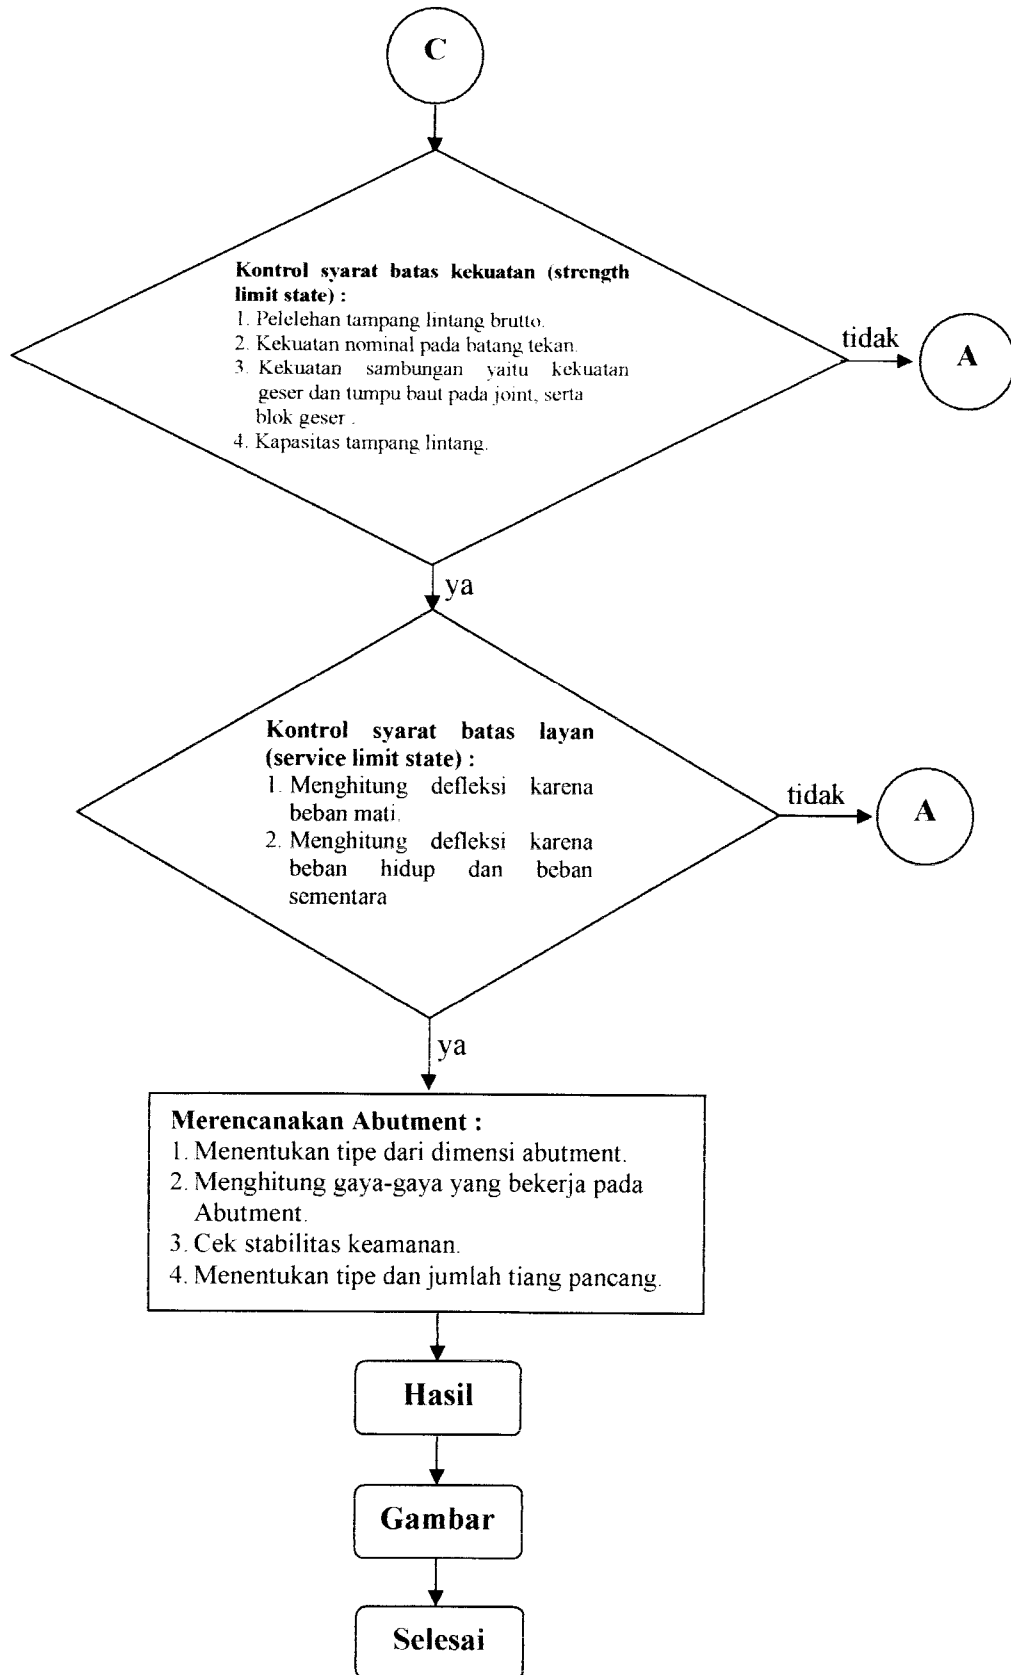 C
Kontrol syarat batas kekuatan (strength
limit state) :
1. Pelelehan tampang lintang brutto.
2. Kekuatan nominal pada batang tekan.
3. Kekuatan sambungan yaitu kekuatan
geser dan tumpu baut pada joint, serta
blok geser .
4. Kapasitas tampang lintang.
tidak
A
ya
Kontrol syarat batas layan
(service limit state) :
1. Menghitung defleksi karena
beban mati.
2. Menghitung defleksi karena
beban hidup dan beban
sementara
tidak
A
ya
Merencanakan Abutment :
1. Menentukan tipe dari dimensi abutment.
2. Menghitung gaya-gaya yang bekerja pada
Abutment.
3. Cek stabilitas keamanan.
4. Menentukan tipe dan jumlah tiang pancang.
Hasil
Gambar
Selesai